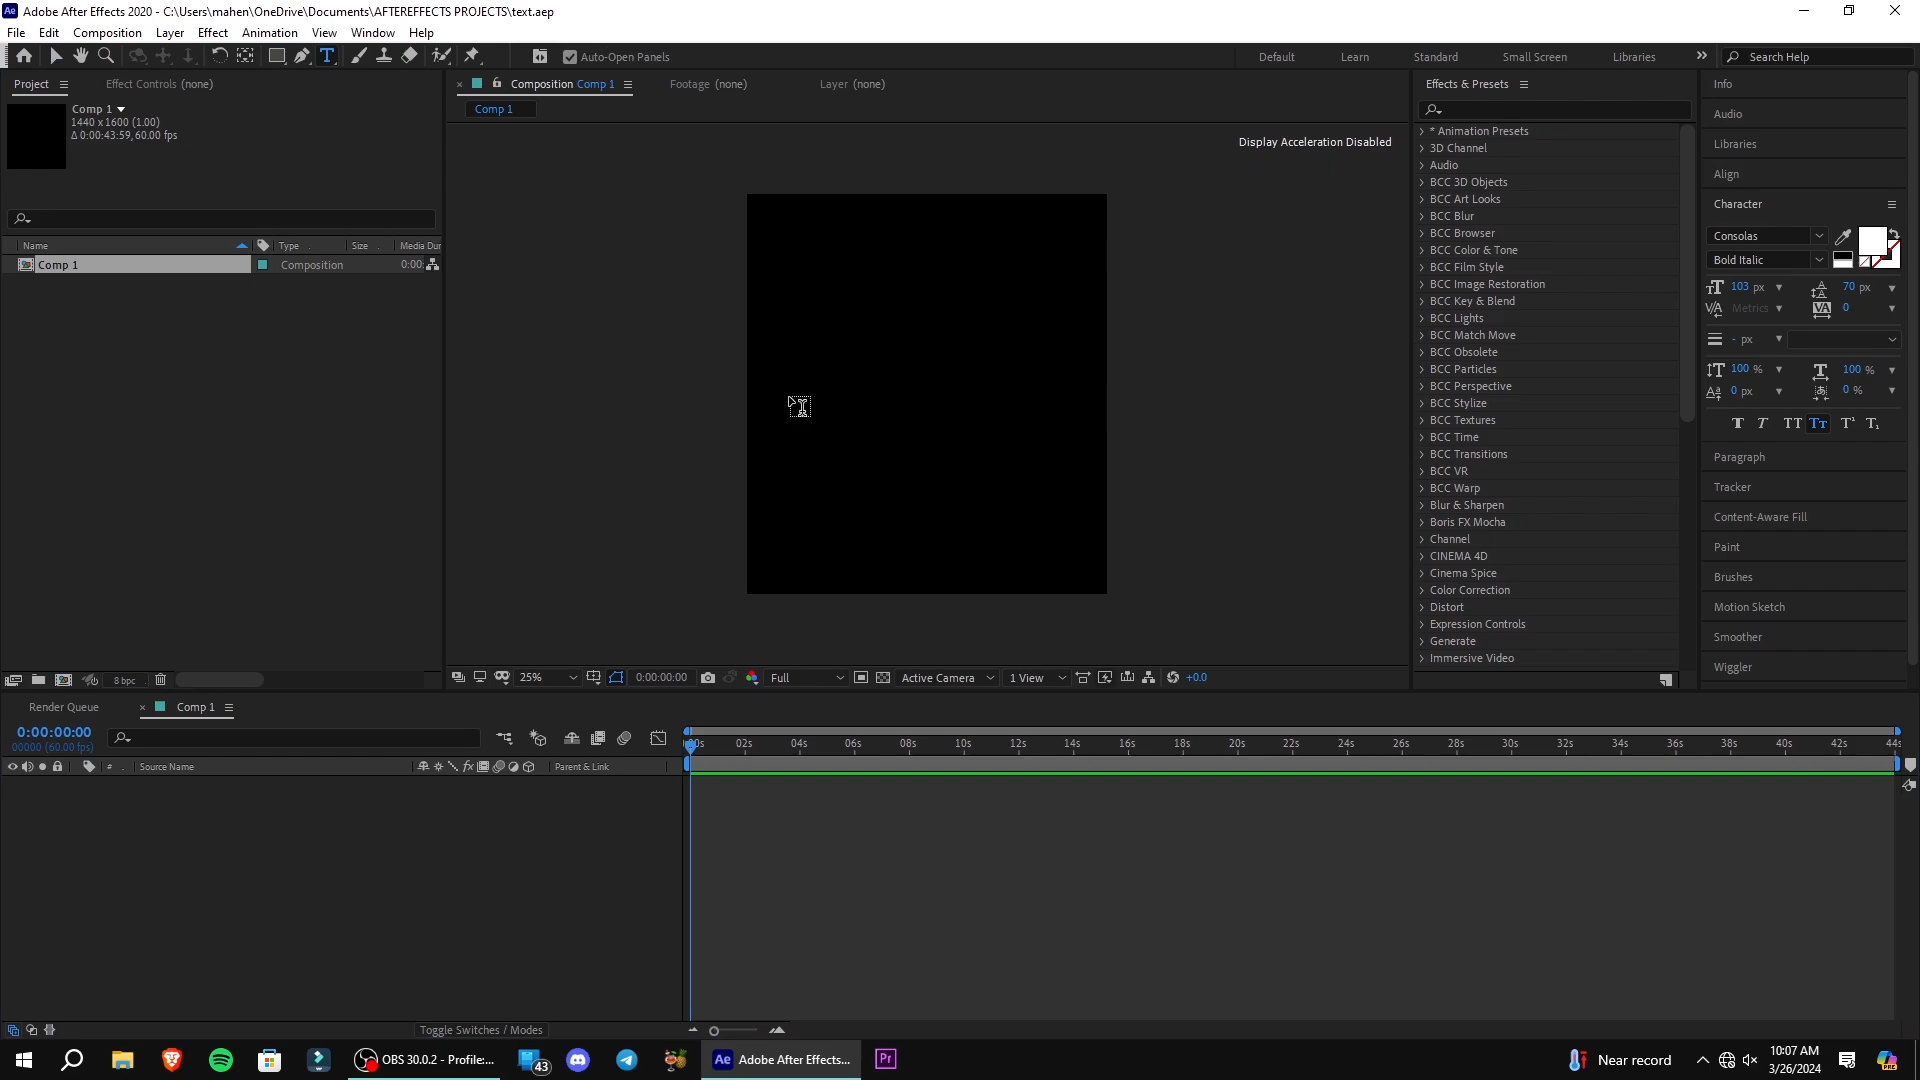 Adobe After Effects 2020 - C:\Users\mahen\OneDrive\Documents\AFTEREFFECTS PROJECTS\text.aep
File Edit Composition Layer Effect Animation View Window Help
Auto-Open Panels
Default Learn Standard Small Screen Libraries
Search Help
Project Effect Controls (none)
Comp 1
1440 x 1600 (1.00)
Δ 0:00:43:59, 60.00 fps
Name Type Size Media Dur
Comp 1 Composition 0:00:
8 bpc
Composition Comp 1 Footage (none) Layer (none)
Comp 1
Display Acceleration Disabled
25% 0:00:00:00 Full Active Camera 1 View +0.0
Effects & Presets
* Animation Presets
3D Channel
Audio
BCC 3D Objects
BCC Art Looks
BCC Blur
BCC Browser
BCC Color & Tone
BCC Film Style
BCC Image Restoration
BCC Key & Blend
BCC Lights
BCC Match Move
BCC Obsolete
BCC Particles
BCC Perspective
BCC Stylize
BCC Textures
BCC Time
BCC Transitions
BCC VR
BCC Warp
Blur & Sharpen
Boris FX Mocha
Channel
CINEMA 4D
Cinema Spice
Color Correction
Distort
Expression Controls
Generate
Immersive Video
Info
Audio
Libraries
Align
Character
Consolas
Bold Italic
103 px 70 px
Metrics 0
- px
100 % 100 %
0 px 0 %
T T TT Tт T¹ T₁
Paragraph
Tracker
Content-Aware Fill
Paint
Brushes
Motion Sketch
Smoother
Wiggler
Render Queue Comp 1
0:00:00:00
00000 (60.00 fps)
# Source Name Parent & Link
:00s 02s 04s 06s 08s 10s 12s 14s 16s 18s 20s 22s 24s 26s 28s 30s 32s 34s 36s 38s 40s 42s 44s
Toggle Switches / Modes
OBS 30.0.2 - Profile:...
43
Ae Adobe After Effects...
Pr
Near record
10:07 AM
3/26/2024
PRE